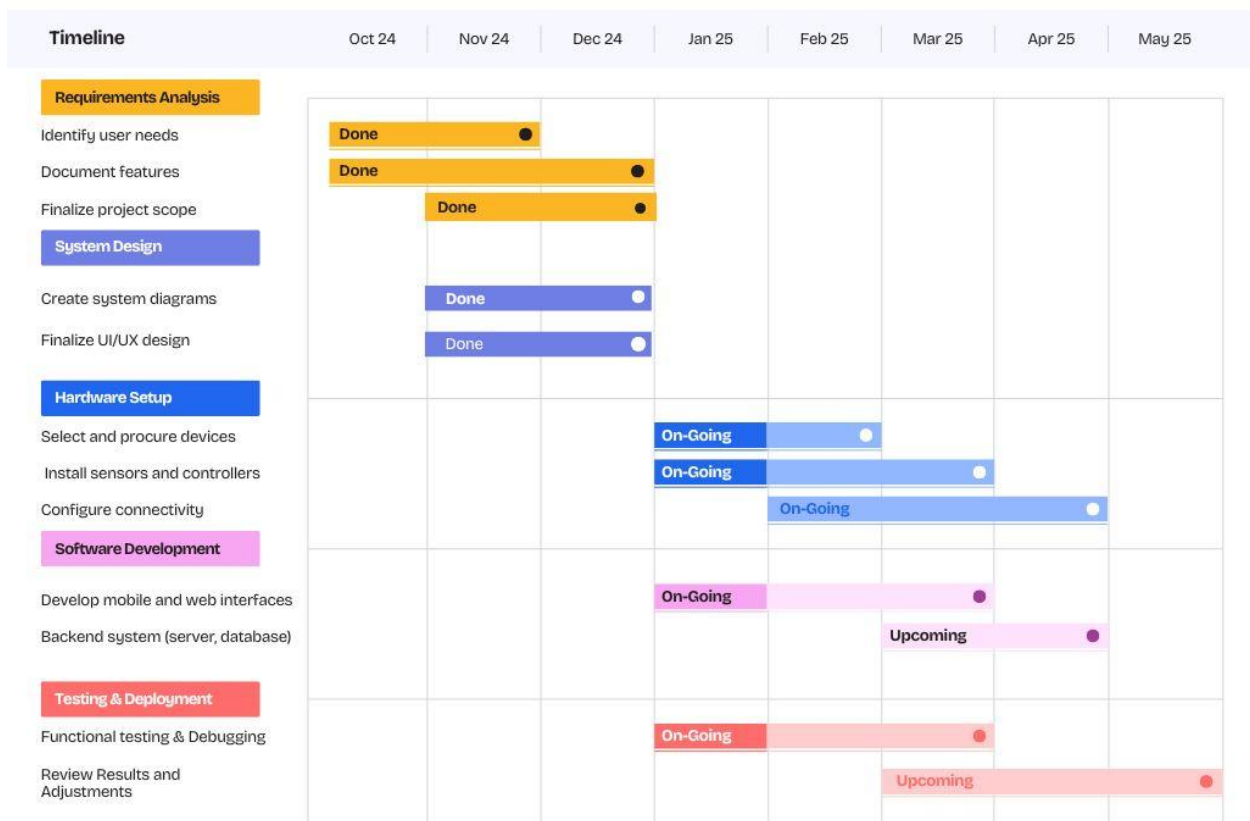 Timeline Oct 24 Nov 24 Dec 24 Jan 25 Feb 25 Mar 25 Apr 25 May 25
Requirements Analysis
Identify user needs Done
Document features Done
Finalize project scope Done
System Design
Create system diagrams Done
Finalize UI/UX design Done
Hardware Setup
Select and procure devices On-Going
Install sensors and controllers On-Going
Configure connectivity On-Going
Software Development
Develop mobile and web interfaces On-Going
Backend system (server, database) Upcoming
Testing & Deployment
Functional testing & Debugging On-Going
Review Results and
Adjustments Upcoming